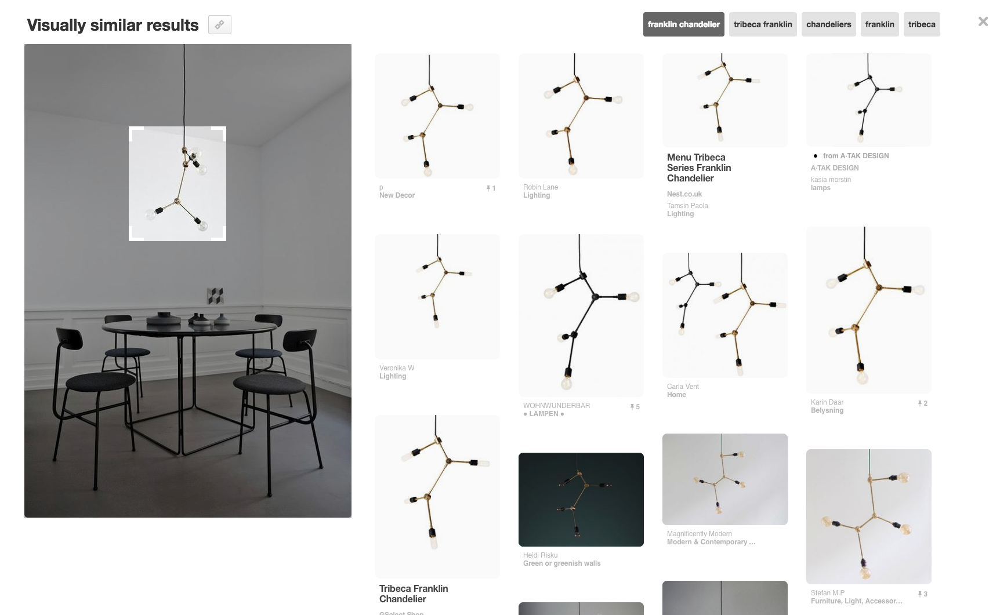 Visually similar results
franklin chandelier
tribeca franklin
chandeliers
franklin
tribeca
p
1
New Decor
Robin Lane
Lighting
Menu Tribeca
Series Franklin
Chandelier
Nest.co.uk
Tamsin Paola
Lighting
from A·TAK DESIGN
A·TAK DESIGN
kasia morstin
lamps
Veronika W
Lighting
WOHNWUNDERBAR
5
• LAMPEN •
Carla Vent
Home
Karin Daar
2
Belysning
Tribeca Franklin
Chandelier
GSelect Shop
Heidi Risku
Green or greenish walls
Magnificently Modern
Modern & Contemporary ...
Stefan M.P
3
Furniture, Light, Accessor...